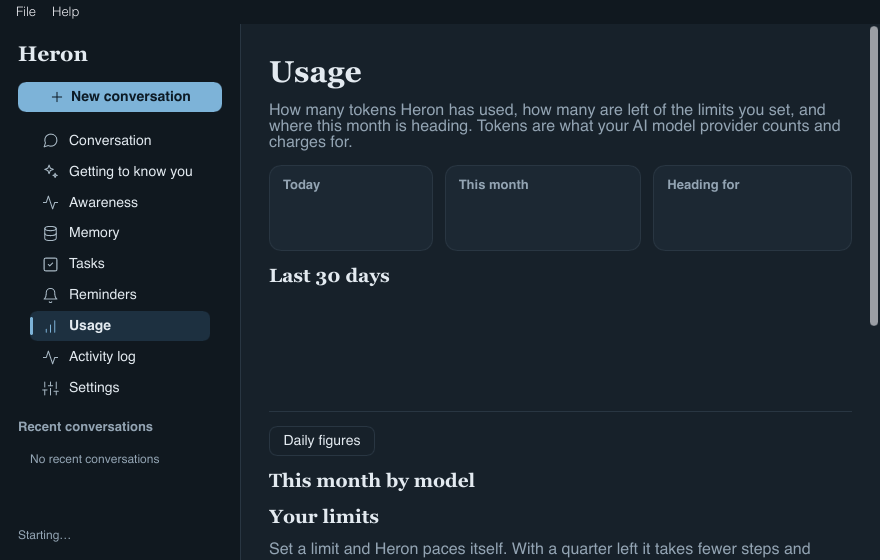 File Help
Heron
+ New conversation
Conversation
Getting to know you
Awareness
Memory
Tasks
Reminders
Usage
Activity log
Settings
Recent conversations
No recent conversations
Starting…
Usage
How many tokens Heron has used, how many are left of the limits you set, and
where this month is heading. Tokens are what your AI model provider counts and
charges for.
Today
This month
Heading for
Last 30 days
Daily figures
This month by model
Your limits
Set a limit and Heron paces itself. With a quarter left it takes fewer steps and